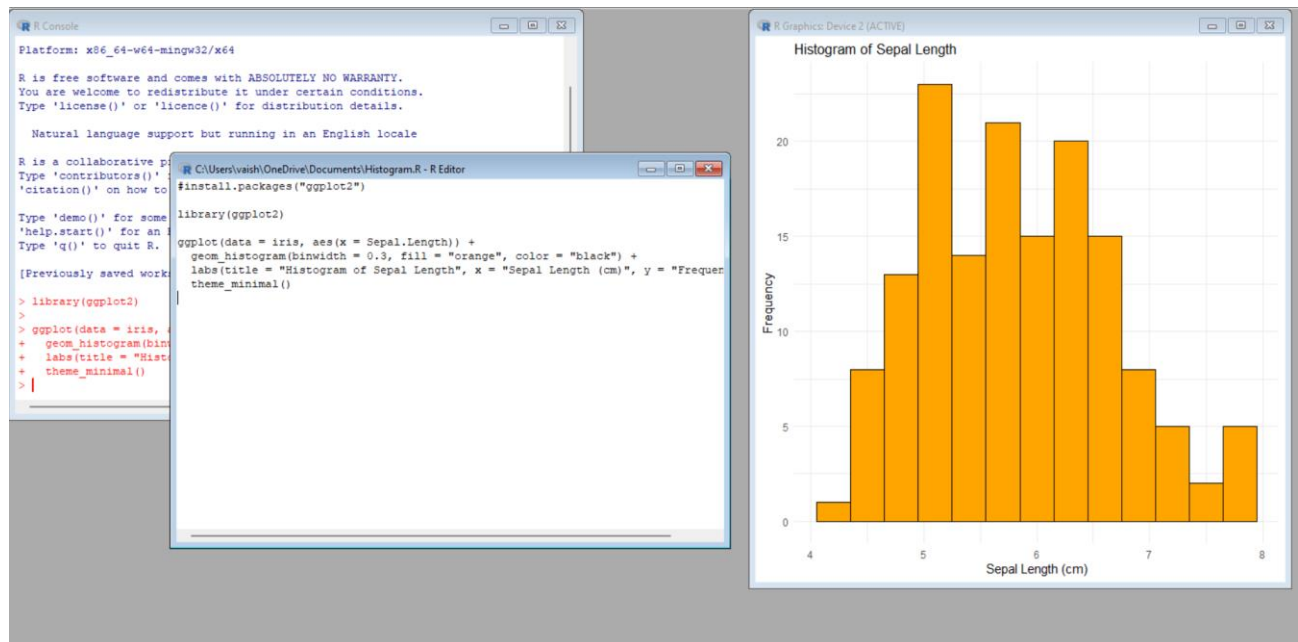 R Console
Platform: x86_64-w64-mingw32/x64
R is free software and comes with ABSOLUTELY NO WARRANTY.
You are welcome to redistribute it under certain conditions.
Type 'license()' or 'licence()' for distribution details.
Natural language support but running in an English locale
R is a collaborative p
Type 'contributors()'
'citation()' on how to
Type 'demo()' for some
'help.start()' for an
Type 'q()' to quit R.
[Previously saved work
> library(ggplot2)
>
> ggplot(data = iris,
+   geom_histogram(bin
+   labs(title = "Hist
+   theme_minimal()
>
C:\Users\vaish\OneDrive\Documents\Histogram.R - R Editor
#install.packages("ggplot2")
library(ggplot2)
ggplot(data = iris, aes(x = Sepal.Length)) +
  geom_histogram(binwidth = 0.3, fill = "orange", color = "black") +
  labs(title = "Histogram of Sepal Length", x = "Sepal Length (cm)", y = "Frequen
  theme_minimal()
R Graphics: Device 2 (ACTIVE)
Histogram of Sepal Length
Frequency
20
15
10
5
0
4 5 6 7 8
Sepal Length (cm)